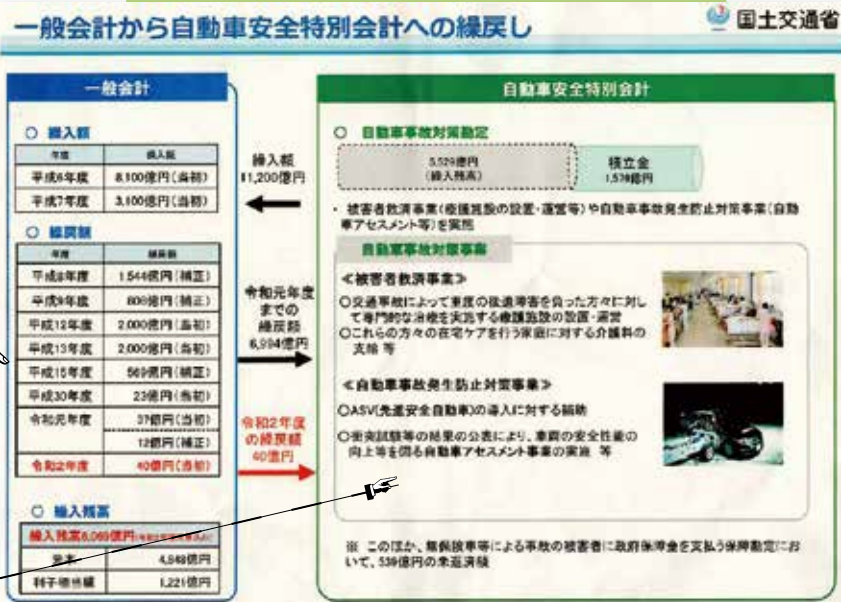 一般会計から自動車安全特別会計への繰戻し
国土交通省
一般会計
○ 繰入額
年度 繰入額
平成6年度 8,100億円(当初)
平成7年度 3,100億円(当初)
○ 繰戻額
年度 繰戻額
平成8年度 1,544億円(補正)
平成9年度 809億円(補正)
平成12年度 2,000億円(当初)
平成13年度 2,000億円(当初)
平成15年度 569億円(補正)
平成30年度 23億円(当初)
令和元年度 37億円(当初)
12億円(補正)
令和2年度 40億円(当初)
○ 繰入残高
繰入残高6,069億円
元本 4,848億円
利子相当額 1,221億円
繰入額
11,200億円
令和元年度
までの
繰戻額
6,994億円
令和2年度
の繰戻額
40億円
自動車安全特別会計
○ 自動車事故対策勘定
5,529億円
(繰入残高)
積立金
・ 被害者救済事業(療護施設の設置・運営等)や自動車事故発生防止対策事業(自動
車アセスメント等)を実施
自動車事故対策事業
≪被害者救済事業≫
○交通事故によって重度の後遺障害を負った方々に対し
て専門的な治療を実施する療護施設の設置・運営
○これらの方々の在宅ケアを行う家庭に対する介護料の
支給 等
≪自動車事故発生防止対策事業≫
○ASV(先進安全自動車)の導入に対する補助
○衝突試験等の結果の公表により、車両の安全性能の
向上等を図る自動車アセスメント事業の実施 等
※ このほか、無保険車等による事故の被害者に政府保障金を支払う保障勘定にお
いて、539億円の未返済額